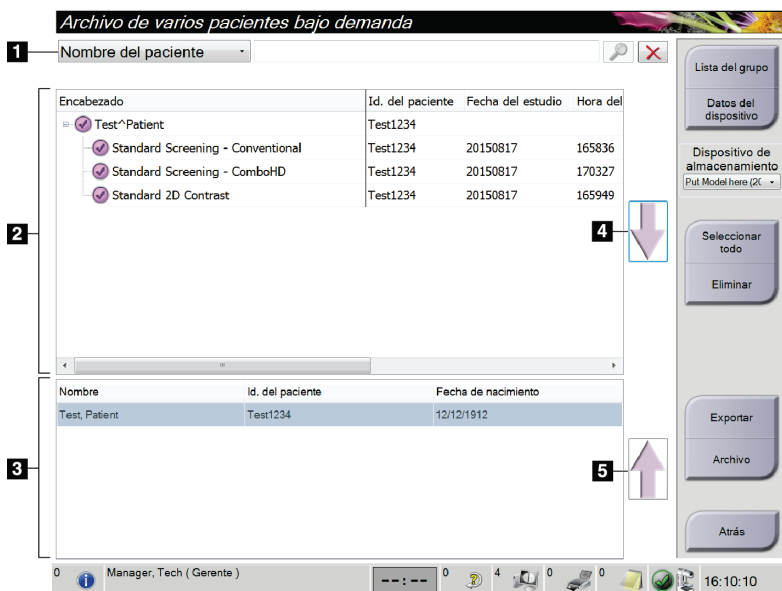 Archivo de varios pacientes bajo demanda
1
Nombre del paciente
Lista del grupo
Datos del dispositivo
Dispositivo de almacenamiento
Put Model here (2(
Seleccionar todo
Eliminar
Exportar
Archivo
Atrás
2
Encabezado Id. del paciente Fecha del estudio Hora del
Test^Patient Test1234
Standard Screening - Conventional Test1234 20150817 165836
Standard Screening - ComboHD Test1234 20150817 170327
Standard 2D Contrast Test1234 20150817 165949
4
3
Nombre Id. del paciente Fecha de nacimiento
Test, Patient Test1234 12/12/1912
5
0 Manager, Tech ( Gerente ) --:-- 0 4 0 0 16:10:10